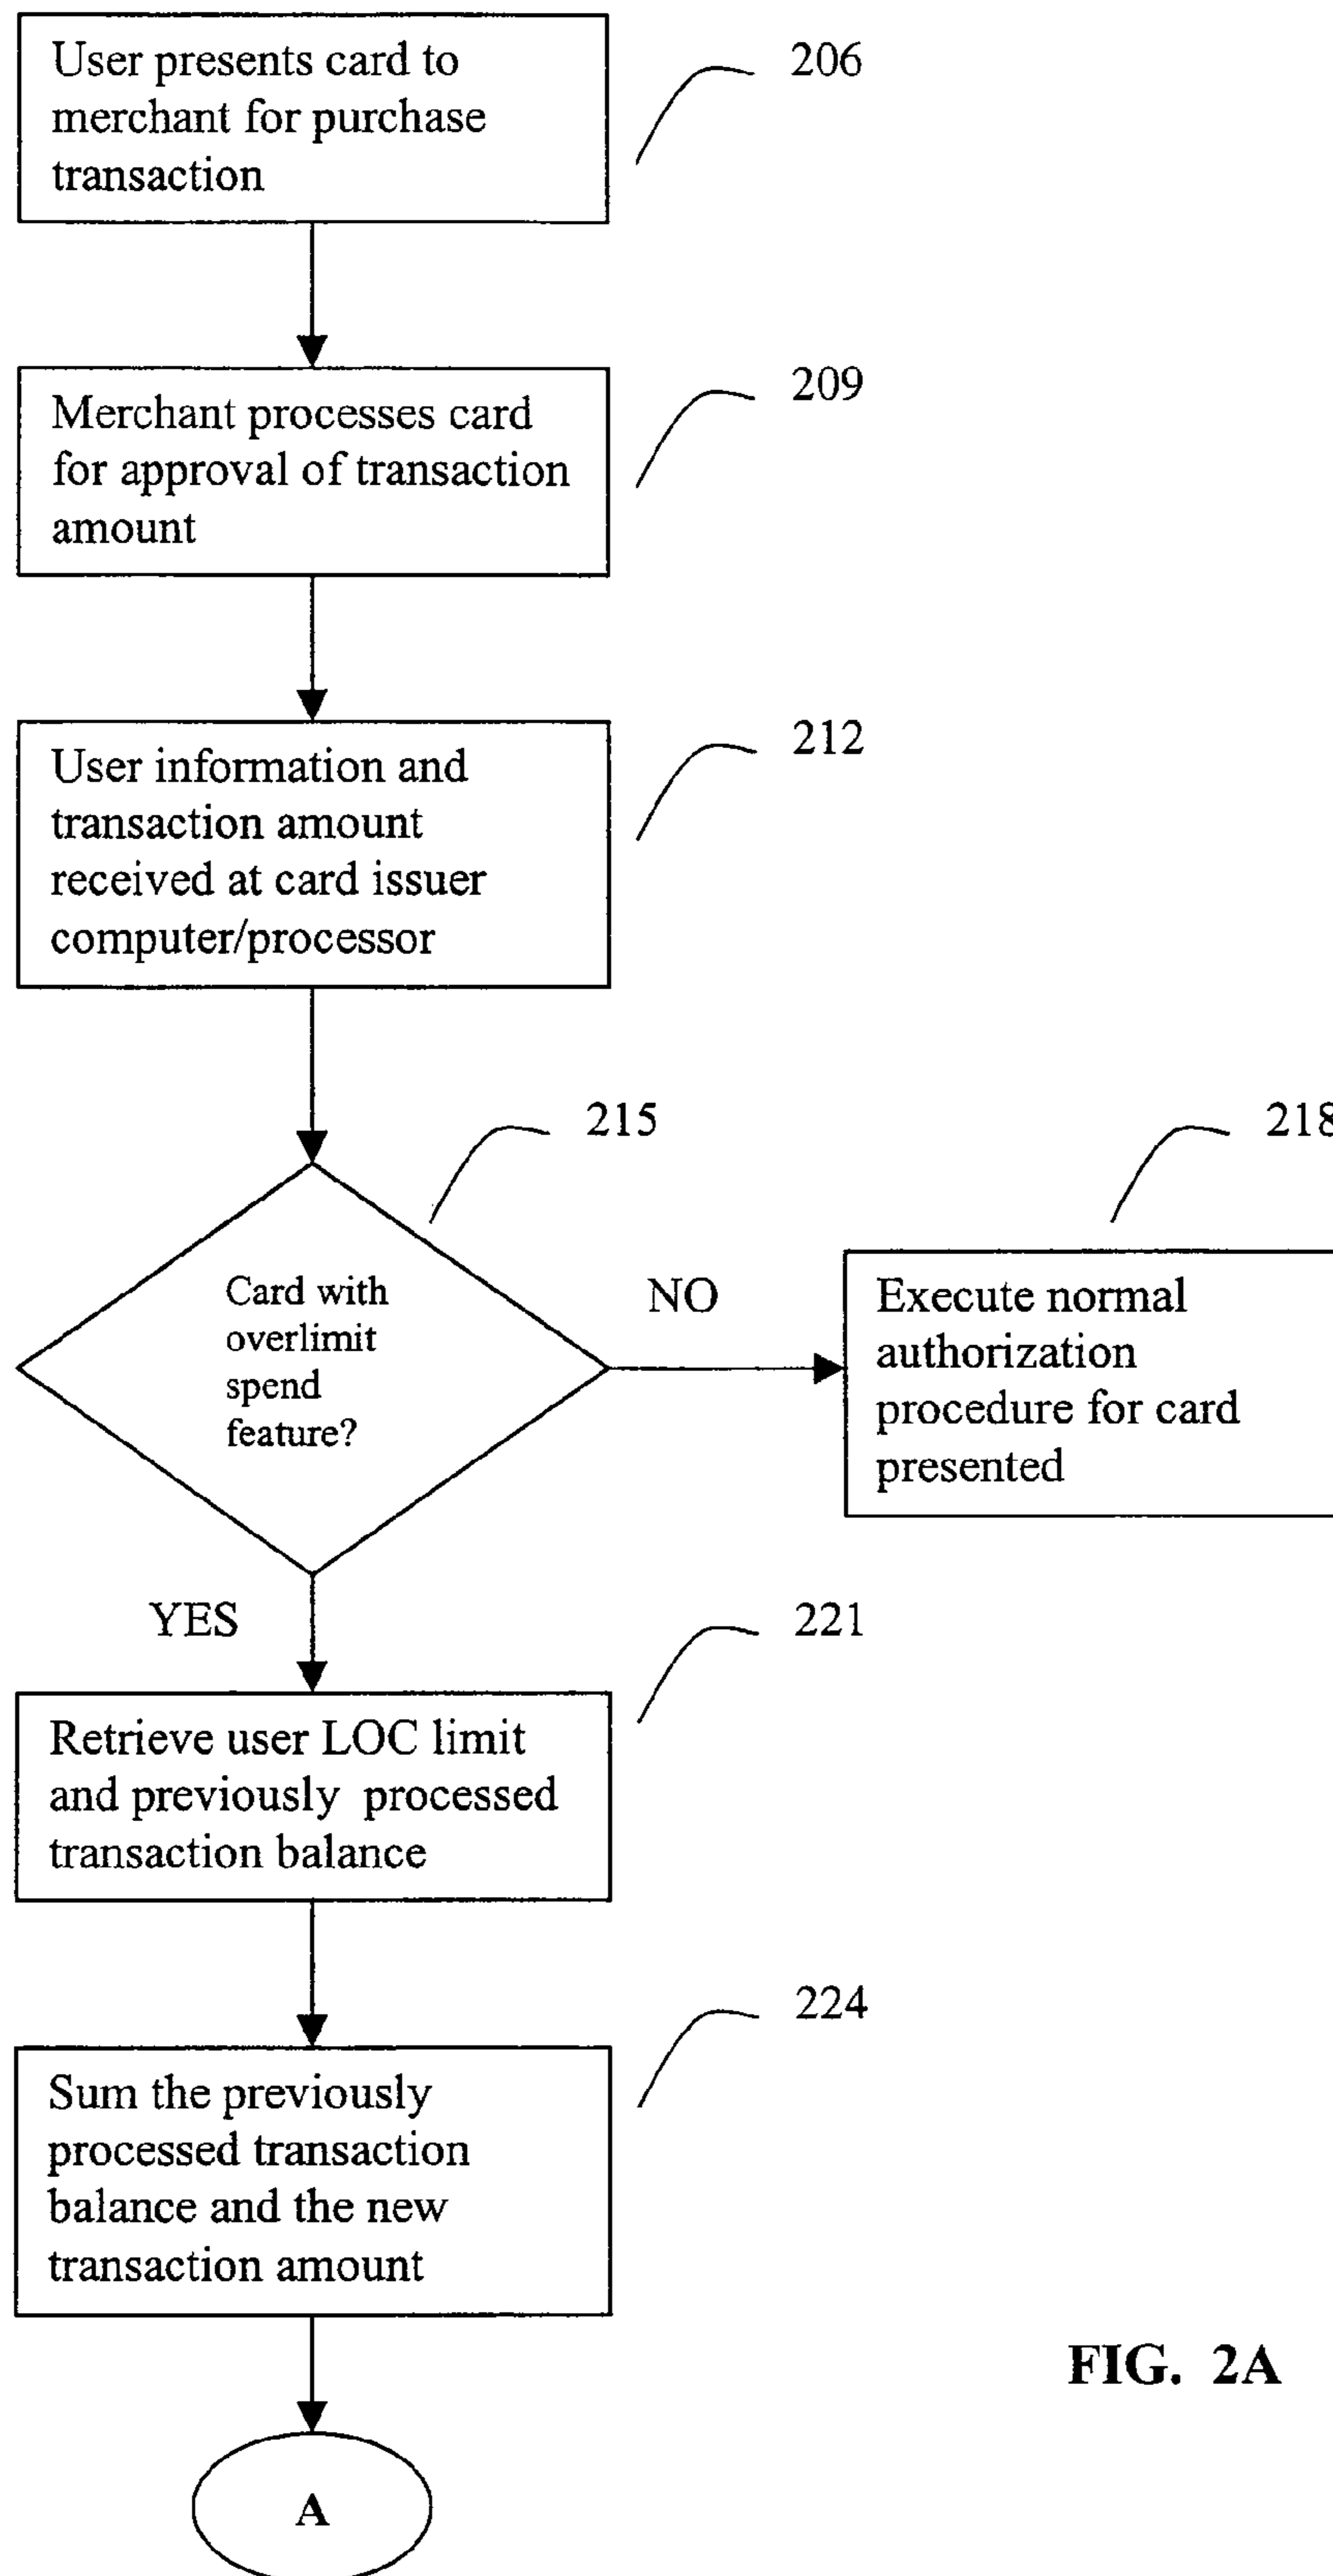 User presents card to
merchant for purchase
transaction
206
Merchant processes card
for approval of transaction
amount
209
User information and
transaction amount
received at card issuer
computer/processor
212
215
218
Card with
overlimit
spend
feature?
NO
Execute normal
authorization
procedure for card
presented
YES
221
Retrieve user LOC limit
and previously processed
transaction balance
224
Sum the previously
processed transaction
balance and the new
transaction amount
FIG. 2A
A